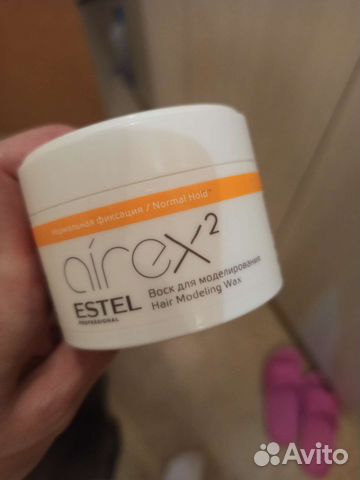 Нормальная фиксация / Normal Hold
airex²
ESTEL
PROFESSIONAL
Воск для моделирования
Hair Modeling Wax
Avito